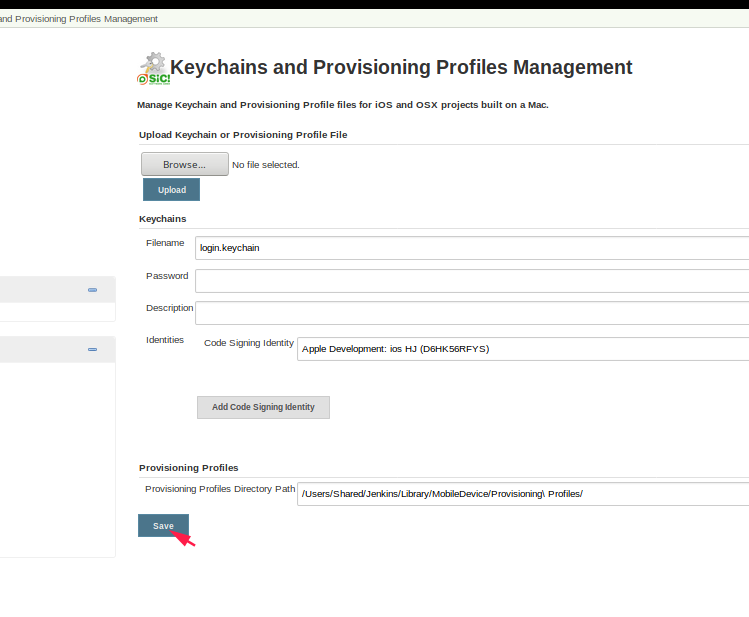 and Provisioning Profiles Management
SIC!
Keychains and Provisioning Profiles Management
Manage Keychain and Provisioning Profile files for iOS and OSX projects built on a Mac.
Upload Keychain or Provisioning Profile File
Browse... No file selected.
Upload
Keychains
Filename login.keychain
Password
Description
Identities Code Signing Identity Apple Development: ios HJ (D6HK56RFYS)
Add Code Signing Identity
Provisioning Profiles
Provisioning Profiles Directory Path /Users/Shared/Jenkins/Library/MobileDevice/Provisioning\ Profiles/
Save